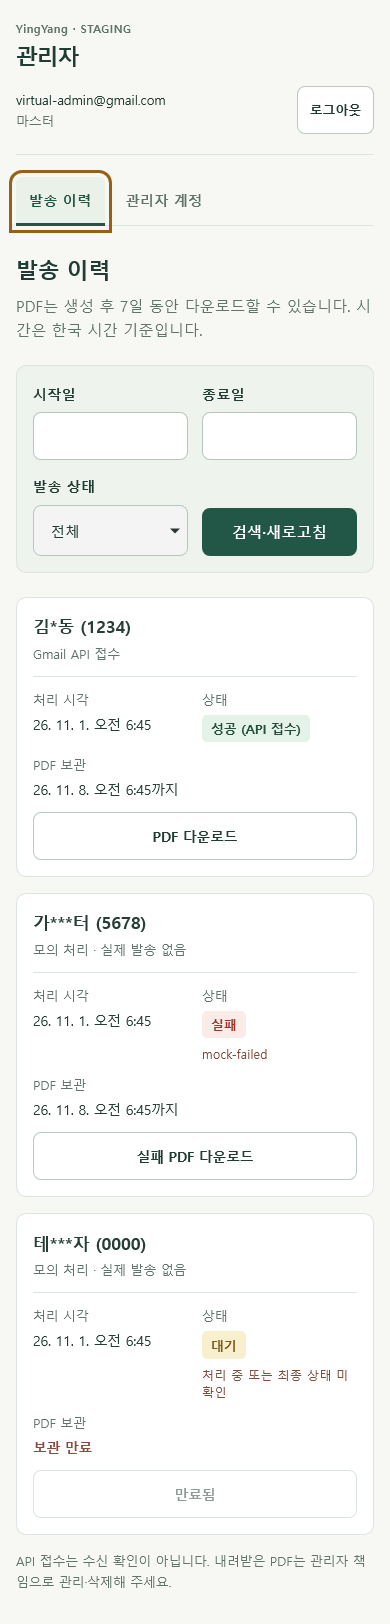 YingYang · STAGING
관리자
virtual-admin@gmail.com
마스터
로그아웃
발송 이력
관리자 계정
발송 이력
PDF는 생성 후 7일 동안 다운로드할 수 있습니다. 시
간은 한국 시간 기준입니다.
시작일
종료일
발송 상태
전체
검색·새로고침
김*동 (1234)
Gmail API 접수
처리 시각
상태
26. 11. 1. 오전 6:45
성공 (API 접수)
PDF 보관
26. 11. 8. 오전 6:45까지
PDF 다운로드
가***터 (5678)
모의 처리 · 실제 발송 없음
처리 시각
상태
26. 11. 1. 오전 6:45
실패
mock-failed
PDF 보관
26. 11. 8. 오전 6:45까지
실패 PDF 다운로드
테***자 (0000)
모의 처리 · 실제 발송 없음
처리 시각
상태
26. 11. 1. 오전 6:45
대기
처리 중 또는 최종 상태 미
확인
PDF 보관
보관 만료
만료됨
API 접수는 수신 확인이 아닙니다. 내려받은 PDF는 관리자 책
임으로 관리·삭제해 주세요.